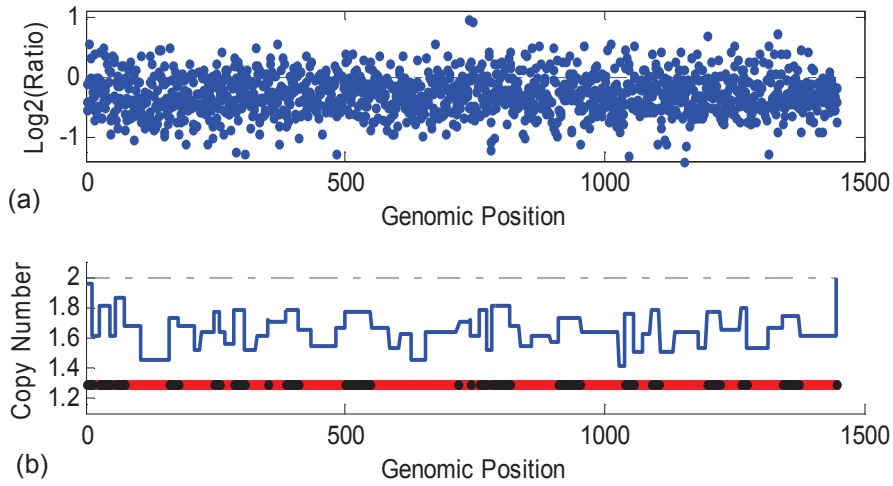 1
0
-1
Log2(Ratio)
0
500
1000
1500
Genomic Position
(a)
2
1.8
1.6
1.4
1.2
Copy Number
0
500
1000
1500
Genomic Position
(b)